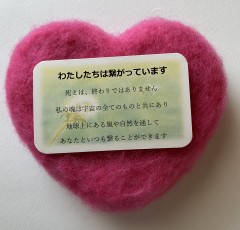 わたしたちは繋がっています
死とは、終わりではありません
私の魂は宇宙の全てのものと共にあり
地球上にある風や自然を通して
あなたといつも繋ることができます